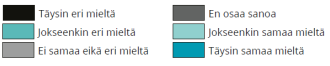 Täysin eri mieltä
En osaa sanoa
Jokseenkin eri mieltä
Jokseenkin samaa mieltä
Ei samaa eikä eri mieltä
Täysin samaa mieltä